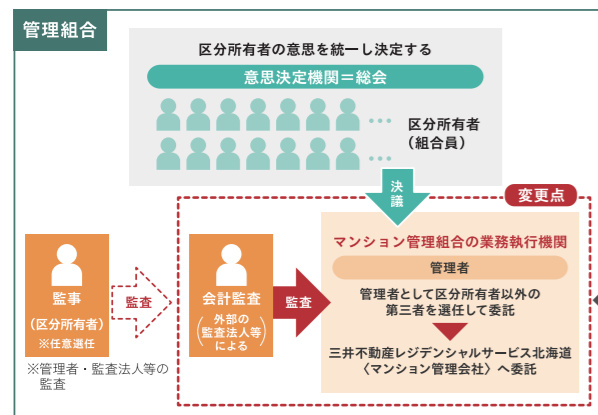 管理組合
区分所有者の意思を統一し決定する
意思決定機関＝総会
区分所有者
（組合員）
決議
変更点
監事
（区分所有者）
※任意選任
※管理者・監査法人等の
監査
監査
会計監査
（外部の
監査法人等
による）
監査
マンション管理組合の業務執行機関
管理者
管理者として区分所有者以外の
第三者を選任して委託
三井不動産レジデンシャルサービス北海道
〈マンション管理会社〉へ委託